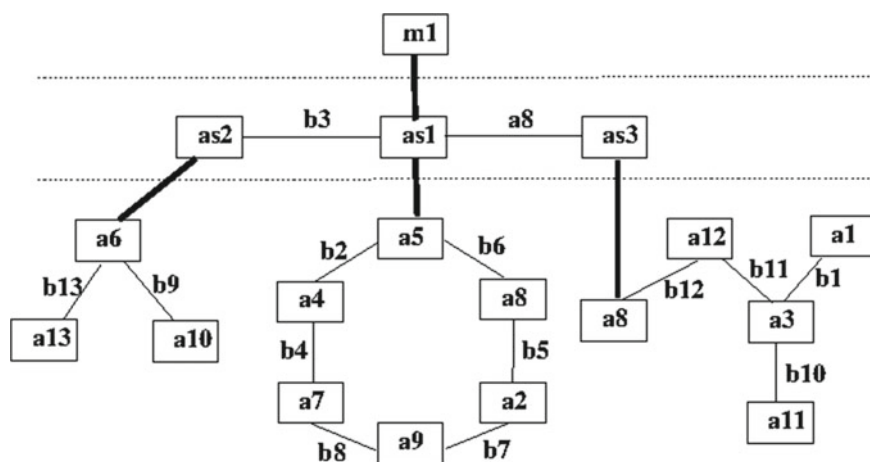 m1
as2 b3 as1 a8 as3
a6 a5 a12 a1
b2 b6
b13 b9 b11 b1
b12
a4 a8 a8 a3
a13 a10
b4 b5 b10
a7 a2 a11
a9
b8 b7